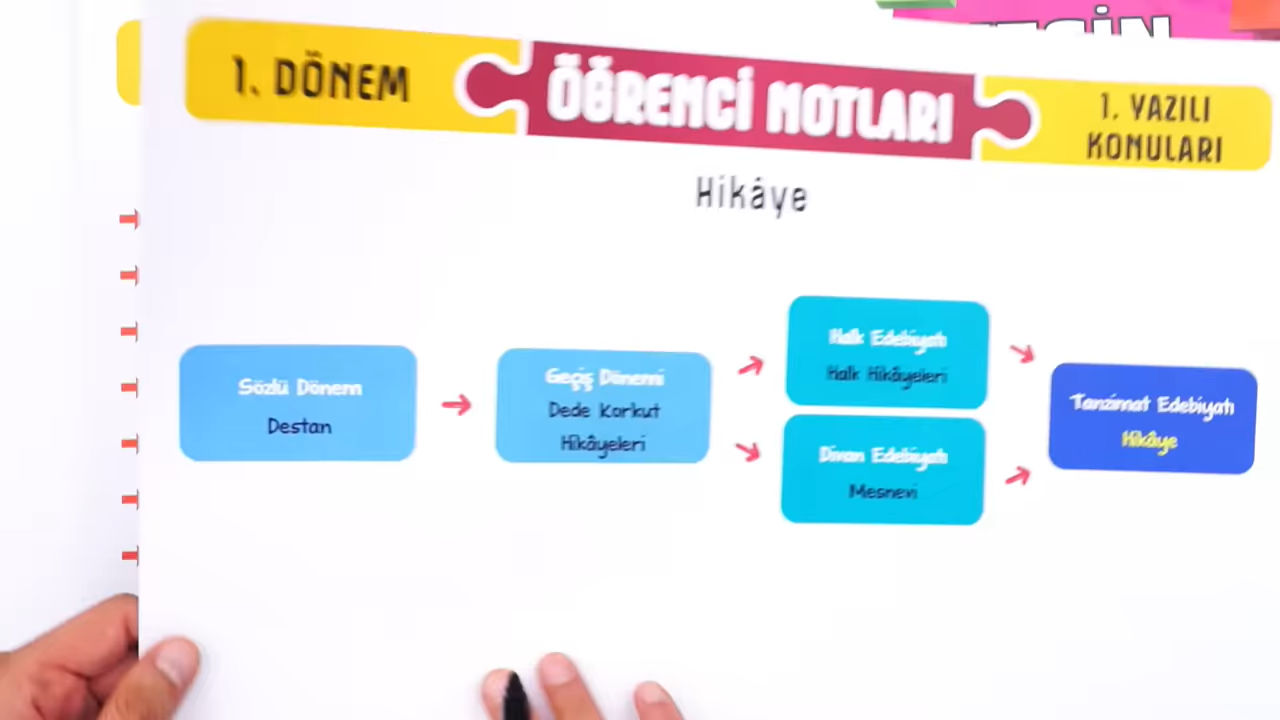 1. DÖNEM
ÖĞRENCİ NOTLARI
1. YAZILI
KONULARI
Hikâye
Sözlü Dönem
Destan
Geçiş Dönemi
Dede Korkut
Hikâyeleri
Halk Edebiyatı
Halk Hikâyeleri
Divan Edebiyatı
Mesnevi
Tanzimat Edebiyatı
Hikâye